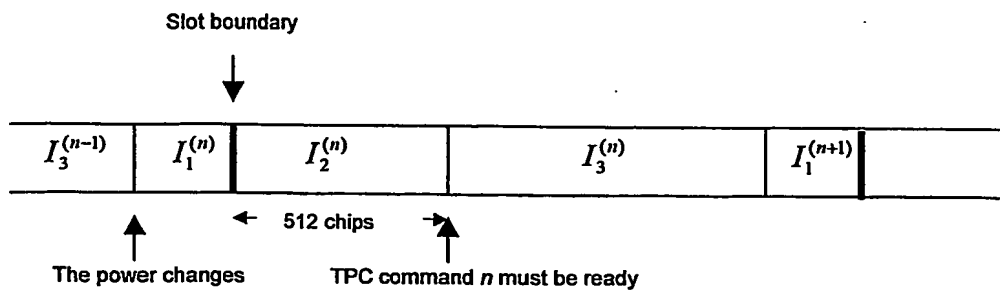 Slot boundary
I_3^{(n-1)} I_1^{(n)} I_2^{(n)} I_3^{(n)} I_1^{(n+1)}
512 chips
The power changes TPC command n must be ready